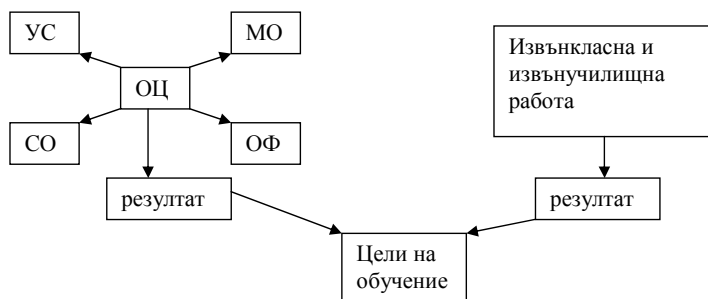 УС
МО
ОЦ
СО
ОФ
Извънкласна и
извънучилищна
работа
резултат
резултат
Цели на
обучение